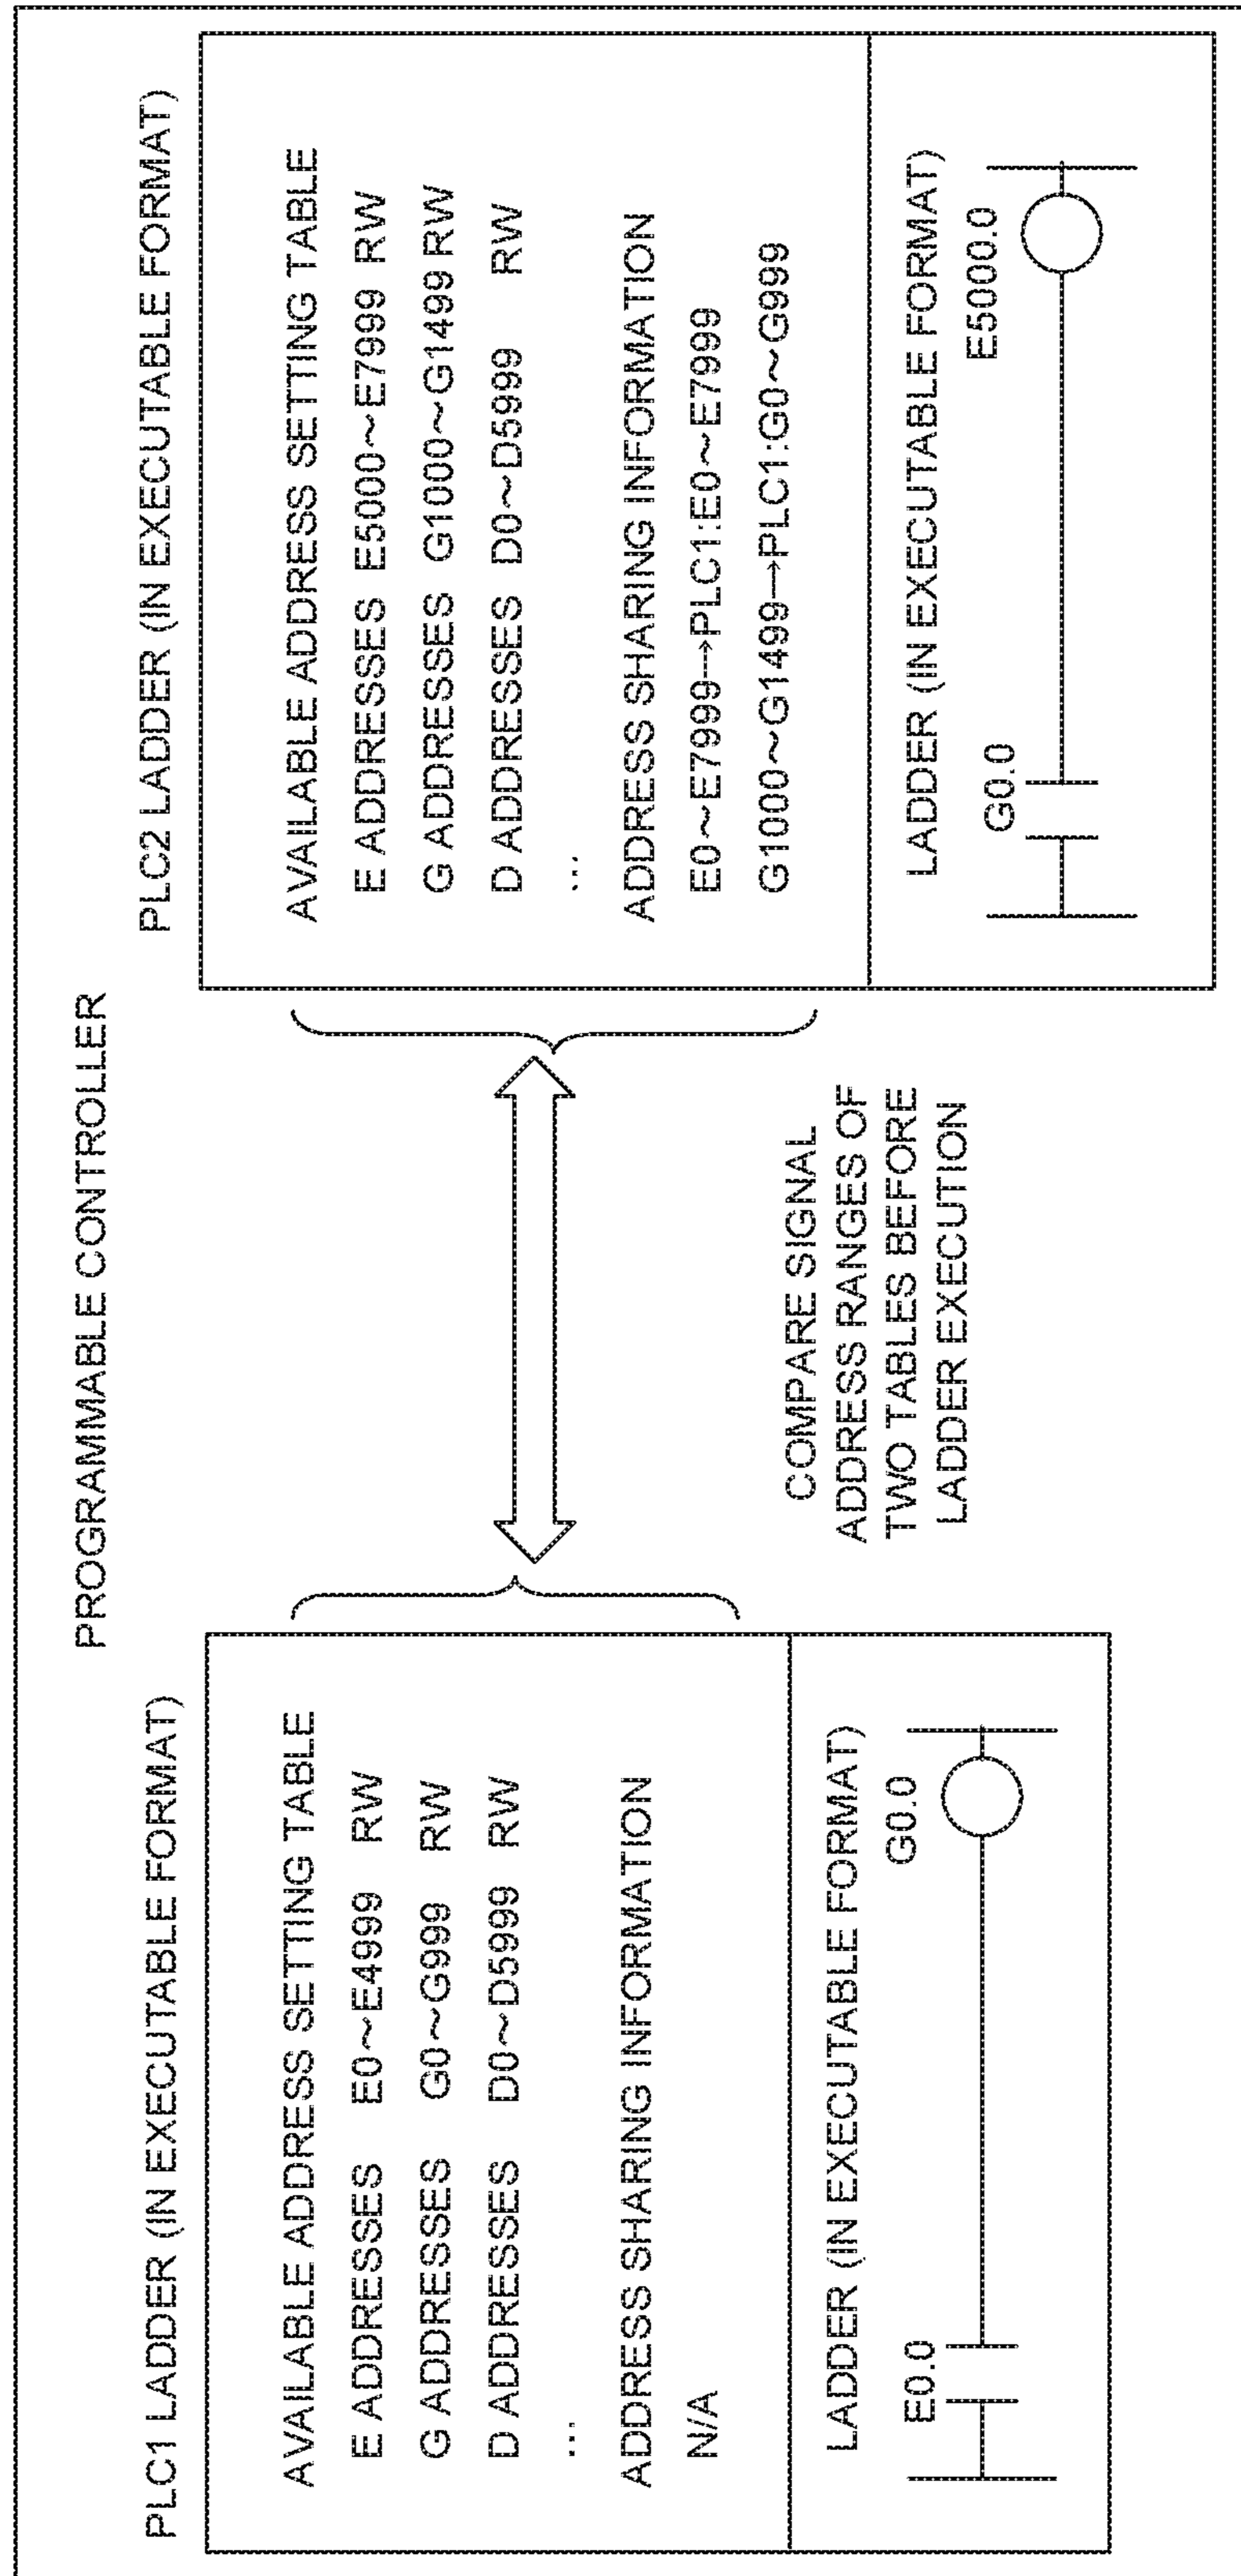 PROGRAMMABLE CONTROLLER
PLC1 LADDER (IN EXECUTABLE FORMAT)
AVAILABLE ADDRESS SETTING TABLE
E ADDRESSES E0~E4999 RW
G ADDRESSES G0~G999 RW
D ADDRESSES D0~D5999 RW
...
ADDRESS SHARING INFORMATION
N/A
LADDER (IN EXECUTABLE FORMAT)
E0.0 G0.0
COMPARE SIGNAL
ADDRESS RANGES OF
TWO TABLES BEFORE
LADDER EXECUTION
PLC2 LADDER (IN EXECUTABLE FORMAT)
AVAILABLE ADDRESS SETTING TABLE
E ADDRESSES E5000~E7999 RW
G ADDRESSES G1000~G1499 RW
D ADDRESSES D0~D5999 RW
...
ADDRESS SHARING INFORMATION
E0~E7999→PLC1:E0~E7999
G1000~G1499→PLC1:G0~G999
LADDER (IN EXECUTABLE FORMAT)
G0.0 E5000.0